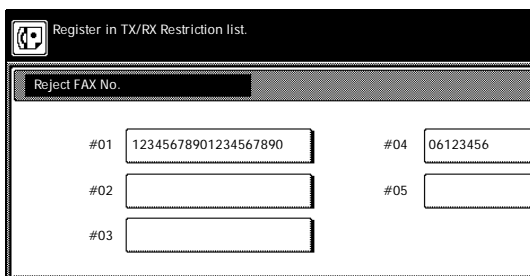 Register in TX/RX Restriction list.
Reject FAX No.
#01 12345678901234567890 #04 06123456
#02 #05
#03